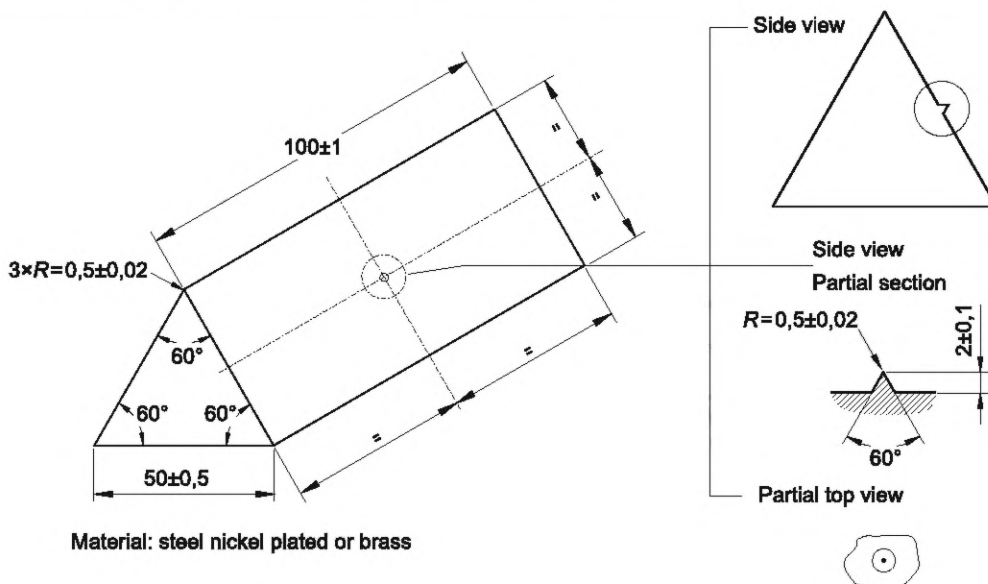 Side view
100±1
=
=
3×R=0,5±0,02
Side view
Partial section
R=0,5±0,02
2±0,1
60°
60°
60°
=
=
60°
50±0,5
Partial top view
Material: steel nickel plated or brass